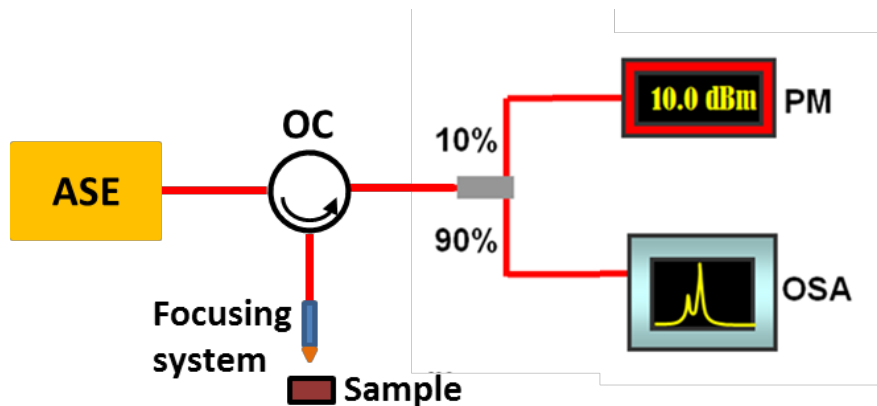 OC
ASE
10%
10.0 dBm
PM
90%
OSA
Focusing
system
Sample